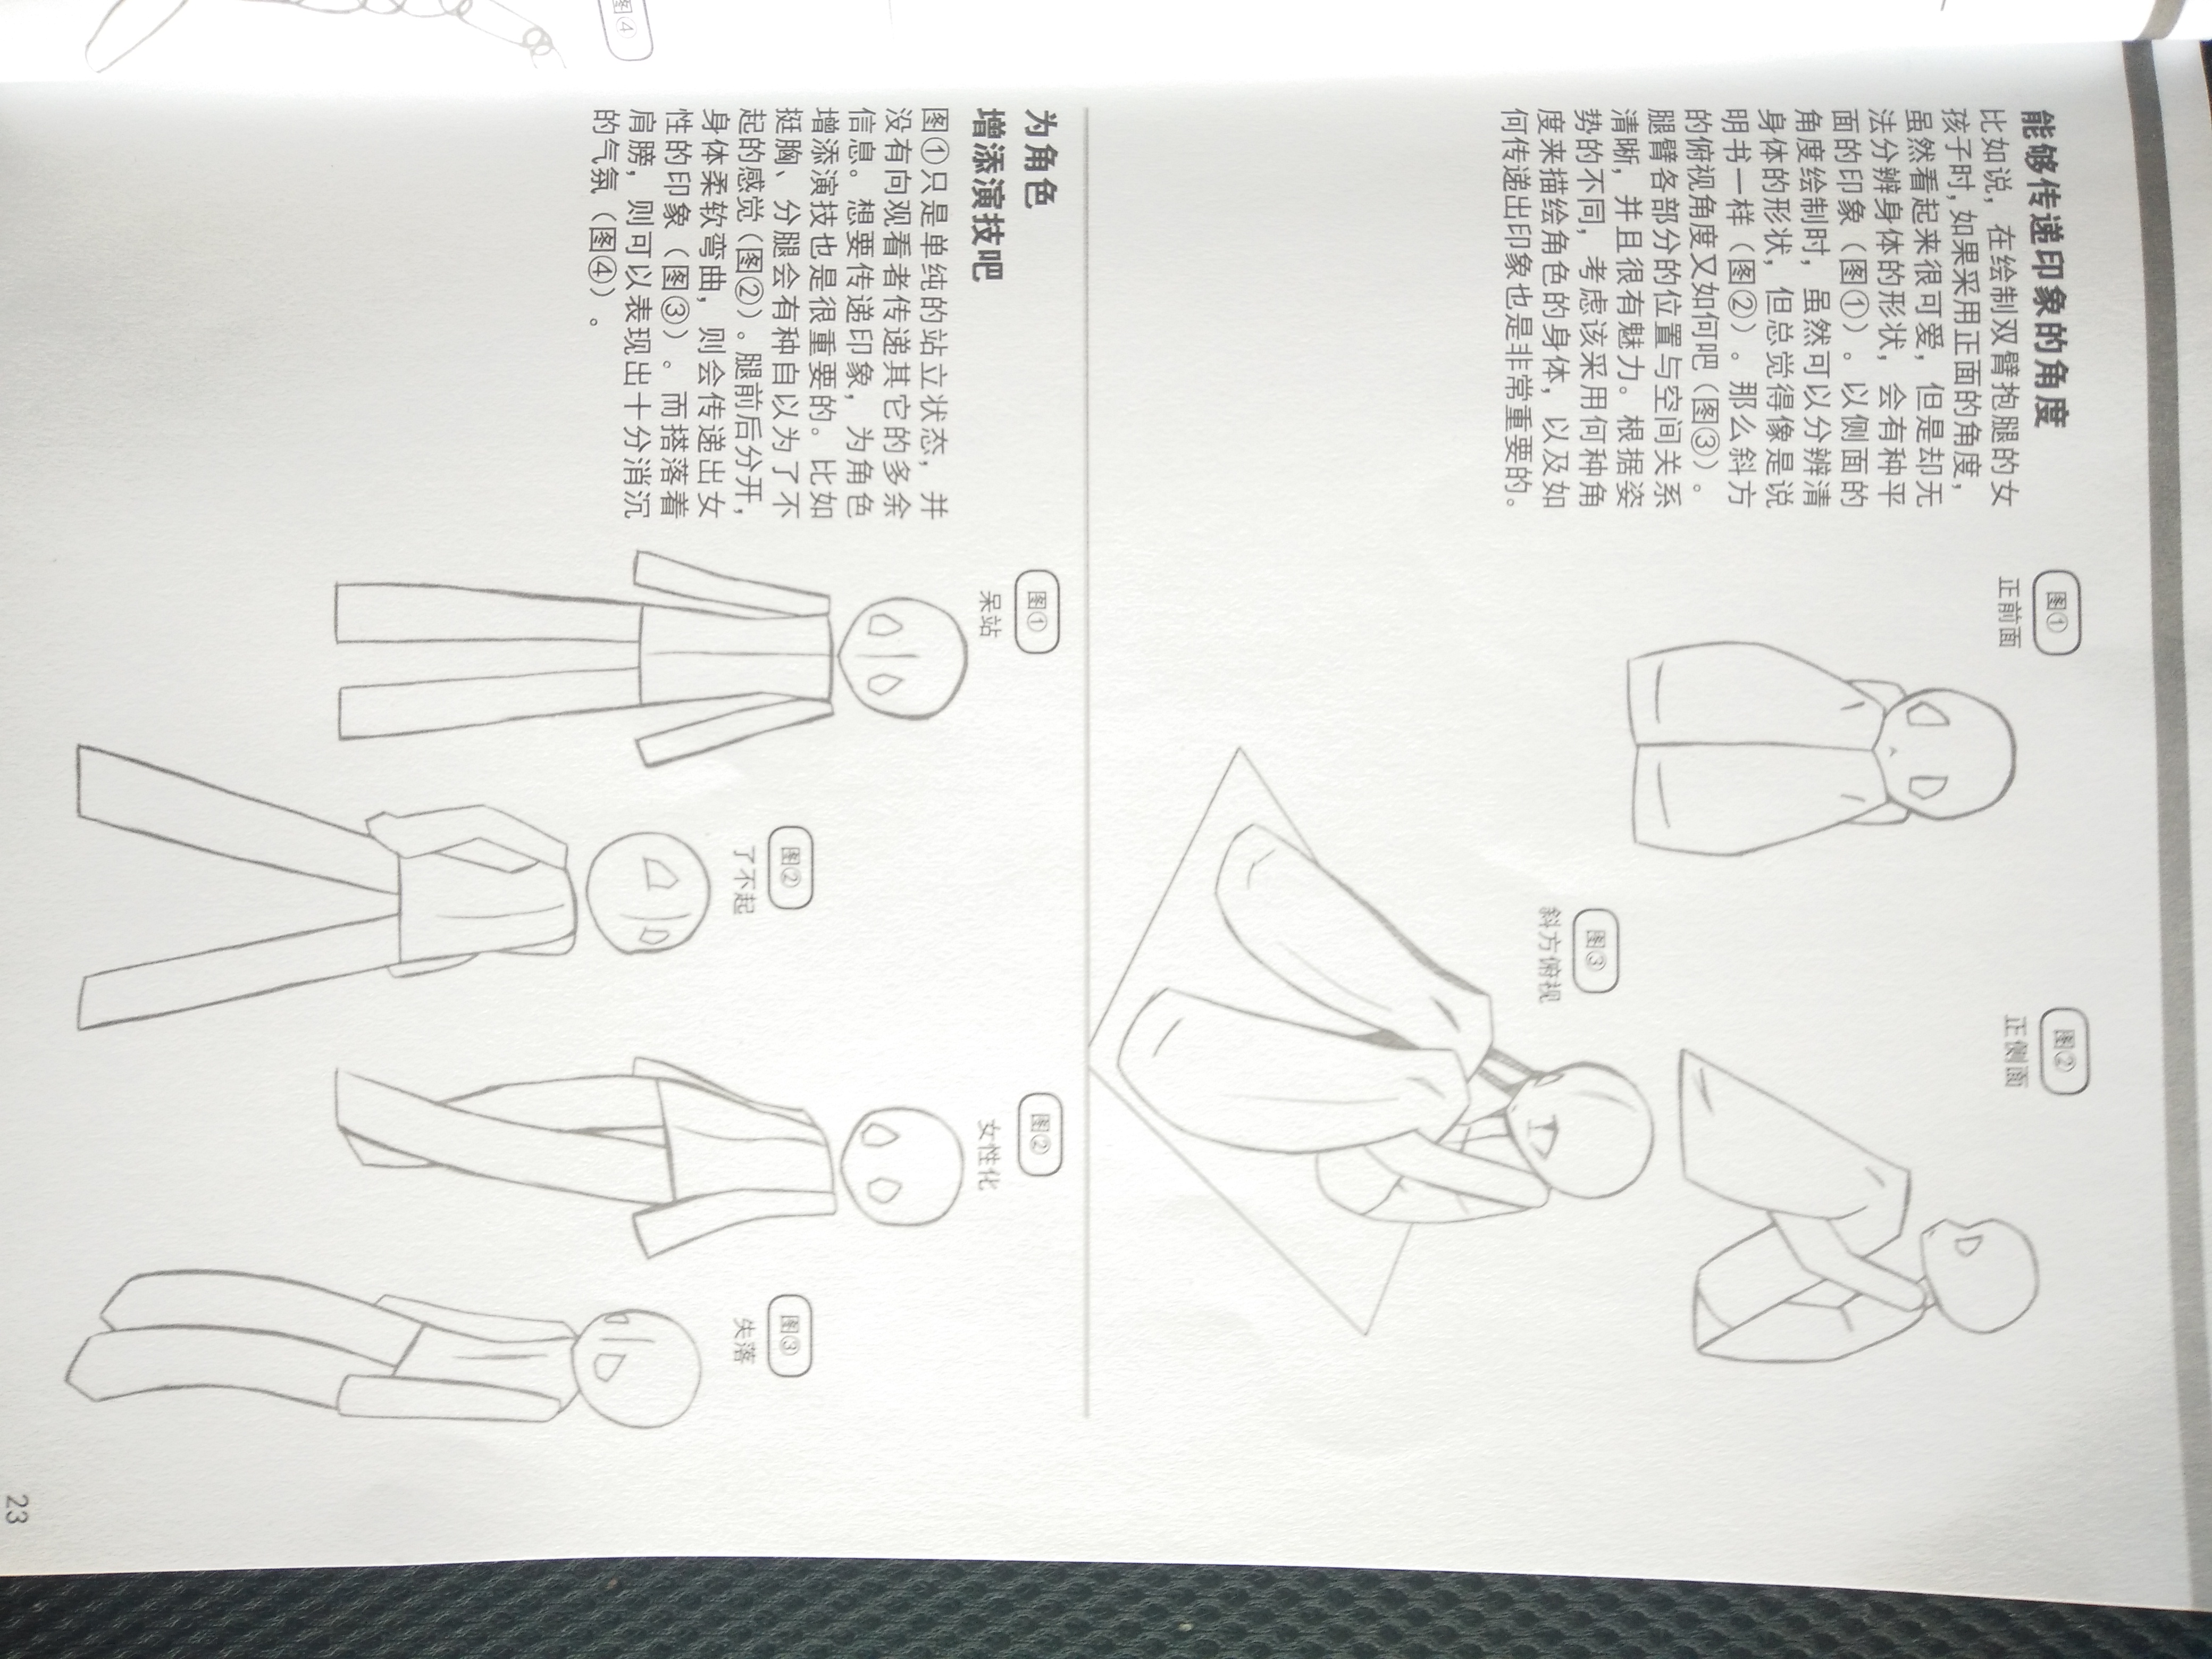 能够传递印象的角度
比如说，在绘制双臂抱腿的女
孩子时，如果采用正面的角度，
虽然看起来很可爱，但是却无
法分辨身体的形状，会有种平
面的印象（图①）。以侧面的
角度绘制时，虽然可以分辨清
身体的形状，但总觉得像是说
明书一样（图②）。那么斜方
的俯视角度又如何吧（图③）。
腿臂各部分的位置与空间关系
清晰，并且很有魅力。根据姿
势的不同，考虑该采用何种角
度来描绘角色的身体，以及如
何传递出印象也是非常重要的。
图①
正前面
图②
正侧面
图③
斜方俯视
为角色
增添演技吧
图①只是单纯的站立状态，并
没有向观看者传递其它的多余
信息。想要传递印象，为角色
增添演技也是很重要的。比如
挺胸、分腿会有种自以为了不
起的感觉（图②）。腿前后分开，
身体柔软弯曲，则会传递出女
性的印象（图③）。而搭落着
肩膀，则可以表现出十分消沉
的气氛（图④）。
图①
呆站
图②
了不起
图②
女性化
图③
失落
23
图④